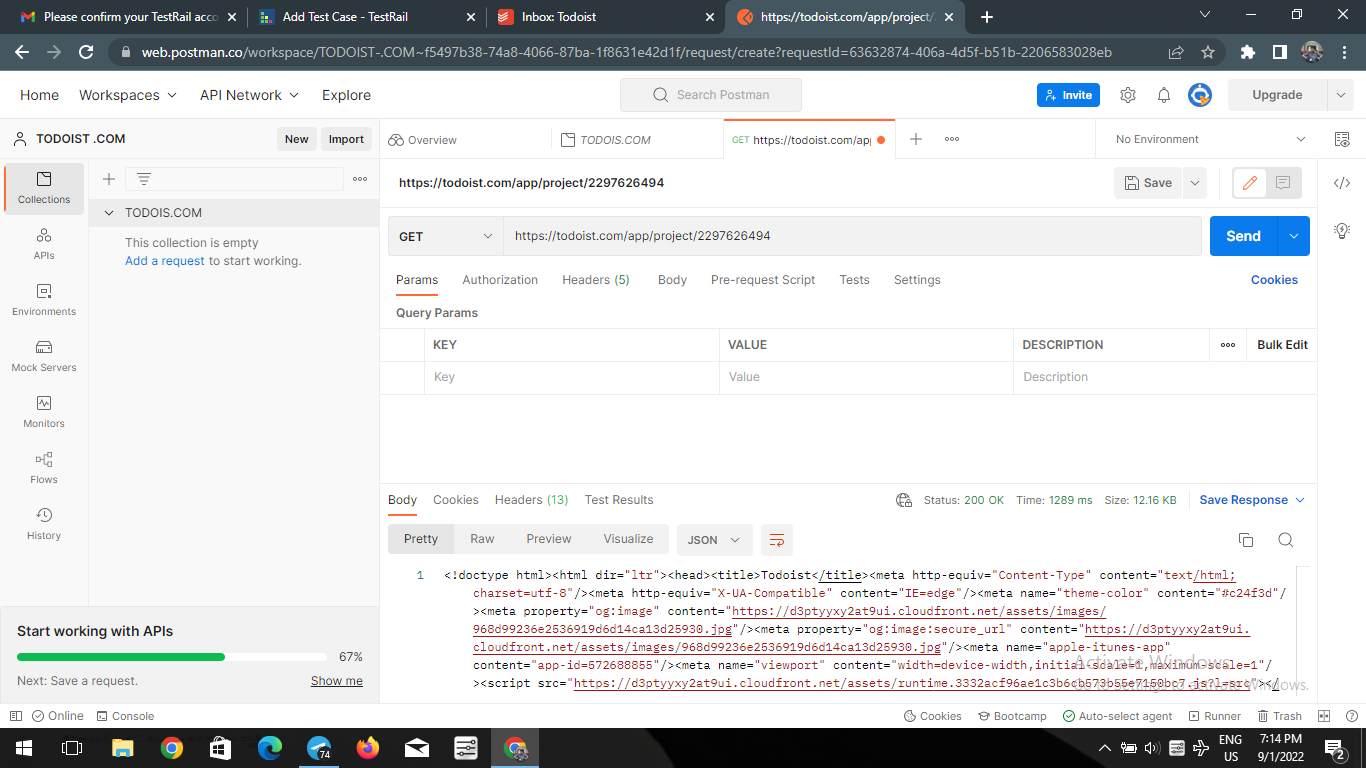 Please confirm your TestRail acco
Add Test Case - TestRail
Inbox: Todoist
https://todoist.com/app/project/2
web.postman.co/workspace/TODOIST-.COM~f5497b38-74a8-4066-87ba-1f8631e42d1f/request/create?requestId=63632874-406a-4d5f-b51b-2206583028eb
Home Workspaces API Network Explore Search Postman Invite Upgrade
TODOIST .COM New Import
Overview TODOIS.COM GET https://todoist.com/app No Environment
Collections
APIs
Environments
Mock Servers
Monitors
Flows
History
TODOIS.COM
This collection is empty
Add a request to start working.
https://todoist.com/app/project/2297626494 Save
GET https://todoist.com/app/project/2297626494 Send
Params Authorization Headers (5) Body Pre-request Script Tests Settings Cookies
Query Params
KEY VALUE DESCRIPTION Bulk Edit
Key Value Description
Body Cookies Headers (13) Test Results Status: 200 OK Time: 1289 ms Size: 12.16 KB Save Response
Pretty Raw Preview Visualize JSON
1 <!doctype html><html dir="ltr"><head><title>Todoist</title><meta http-equiv="Content-Type" content="text/html;
charset=utf-8"/><meta http-equiv="X-UA-Compatible" content="IE=edge"/><meta name="theme-color" content="#c24f3d"/
><meta property="og:image" content="https://d3ptyyxy2at9ui.cloudfront.net/assets/images/
968d99236e2536919d6d14ca13d25930.jpg"/><meta property="og:image:secure_url" content="https://d3ptyyxy2at9ui.
cloudfront.net/assets/images/968d99236e2536919d6d14ca13d25930.jpg"/><meta name="apple-itunes-app"
content="app-id=572688855"/><meta name="viewport" content="width=device-width,initial-scale=1,maximum-scale=1"/
><script src="https://d3ptyyxy2at9ui.cloudfront.net/assets/runtime.3332acf96ae1c3b6cb573b55e7150bc7.js?l=src"></
Activate Windows
Go to Settings to activate Windows.
Start working with APIs
67%
Next: Save a request. Show me
Online Console Cookies Bootcamp Auto-select agent Runner Trash
74
ENG
US
7:14 PM
9/1/2022
2